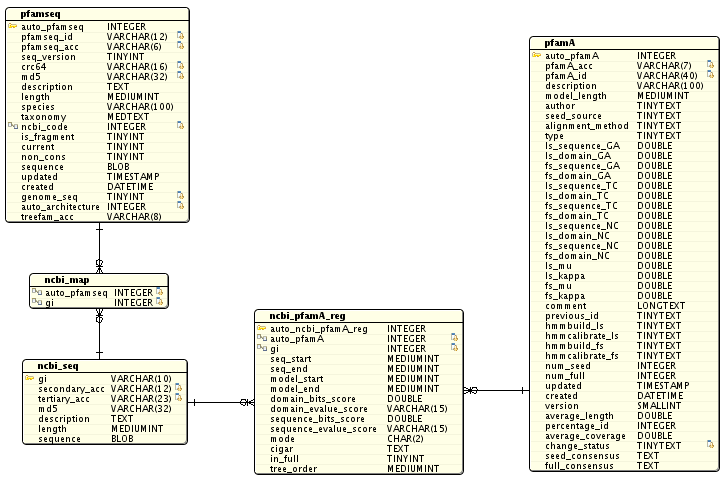 pfamseq
auto_pfamseq INTEGER
pfamseq_id VARCHAR(12)
pfamseq_acc VARCHAR(6)
seq_version TINYINT
crc64 VARCHAR(16)
md5 VARCHAR(32)
description TEXT
length MEDIUMINT
species VARCHAR(100)
taxonomy MEDTEXT
ncbi_code INTEGER
is_fragment TINYINT
current TINYINT
non_cons TINYINT
sequence BLOB
updated TIMESTAMP
created DATETIME
genome_seq TINYINT
auto_architecture INTEGER
treefam_acc VARCHAR(8)
ncbi_map
auto_pfamseq INTEGER
gi INTEGER
ncbi_seq
gi VARCHAR(10)
secondary_acc VARCHAR(12)
tertiary_acc VARCHAR(23)
md5 VARCHAR(32)
description TEXT
length MEDIUMINT
sequence BLOB
ncbi_pfamA_reg
auto_ncbi_pfamA_reg INTEGER
auto_pfamA INTEGER
gi INTEGER
seq_start MEDIUMINT
seq_end MEDIUMINT
model_start MEDIUMINT
model_end MEDIUMINT
domain_bits_score DOUBLE
domain_evalue_score VARCHAR(15)
sequence_bits_score DOUBLE
sequence_evalue_score VARCHAR(15)
mode CHAR(2)
cigar TEXT
in_full TINYINT
tree_order MEDIUMINT
pfamA
auto_pfamA INTEGER
pfamA_acc VARCHAR(7)
pfamA_id VARCHAR(40)
description VARCHAR(100)
model_length MEDIUMINT
author TINYTEXT
seed_source TINYTEXT
alignment_method TINYTEXT
type TINYTEXT
ls_sequence_GA DOUBLE
ls_domain_GA DOUBLE
fs_sequence_GA DOUBLE
fs_domain_GA DOUBLE
ls_sequence_TC DOUBLE
ls_domain_TC DOUBLE
fs_sequence_TC DOUBLE
fs_domain_TC DOUBLE
ls_sequence_NC DOUBLE
ls_domain_NC DOUBLE
fs_sequence_NC DOUBLE
fs_domain_NC DOUBLE
ls_mu DOUBLE
ls_kappa DOUBLE
fs_mu DOUBLE
fs_kappa DOUBLE
comment LONGTEXT
previous_id TINYTEXT
hmmbuild_ls TINYTEXT
hmmcalibrate_ls TINYTEXT
hmmbuild_fs TINYTEXT
hmmcalibrate_fs TINYTEXT
num_seed INTEGER
num_full INTEGER
updated TIMESTAMP
created DATETIME
version SMALLINT
average_length DOUBLE
percentage_id INTEGER
average_coverage DOUBLE
change_status TINYTEXT
seed_consensus TEXT
full_consensus TEXT